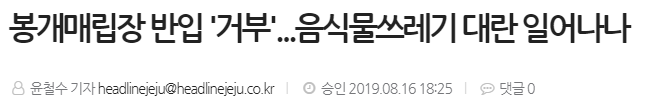 봉개매립장 반입 '거부'...음식물쓰레기 대란 일어나나
윤철수 기자 headlinejeju@headlinejeju.co.kr | 승인 2019.08.16 18:25 | 댓글 0